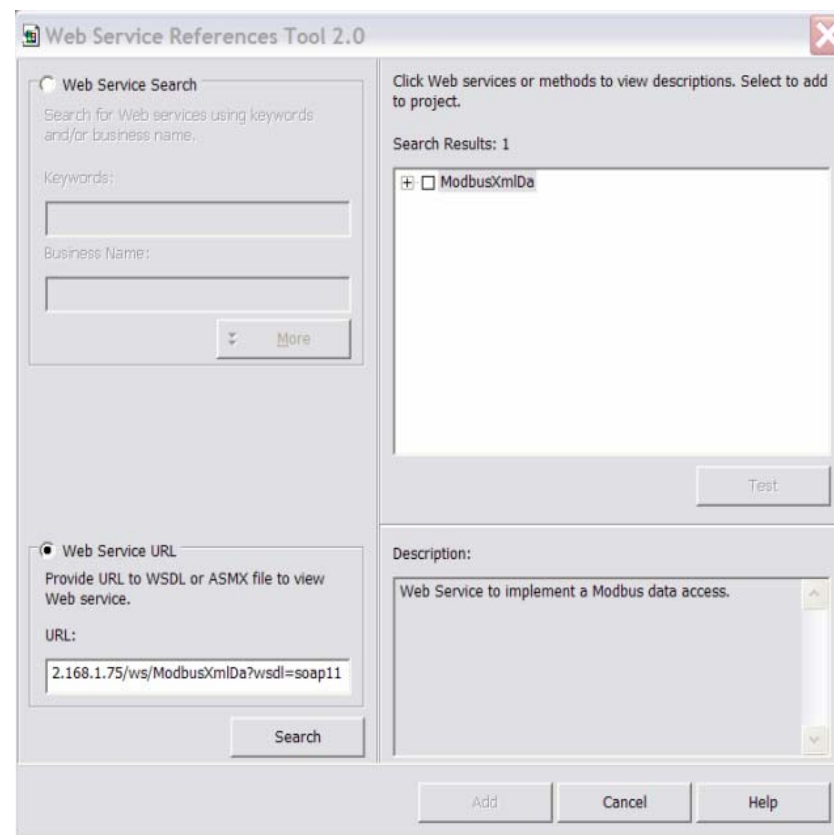 Web Service References Tool 2.0
Web Service Search
Search for Web services using keywords
and/or business name.
Keywords:
Business Name:
More
Web Service URL
Provide URL to WSDL or ASMX file to view
Web service.
URL:
2.168.1.75/ws/ModbusXmlDa?wsdl=soap11
Search
Click Web services or methods to view descriptions. Select to add
to project.
Search Results: 1
ModbusXmlDa
Test
Description:
Web Service to implement a Modbus data access.
Add
Cancel
Help